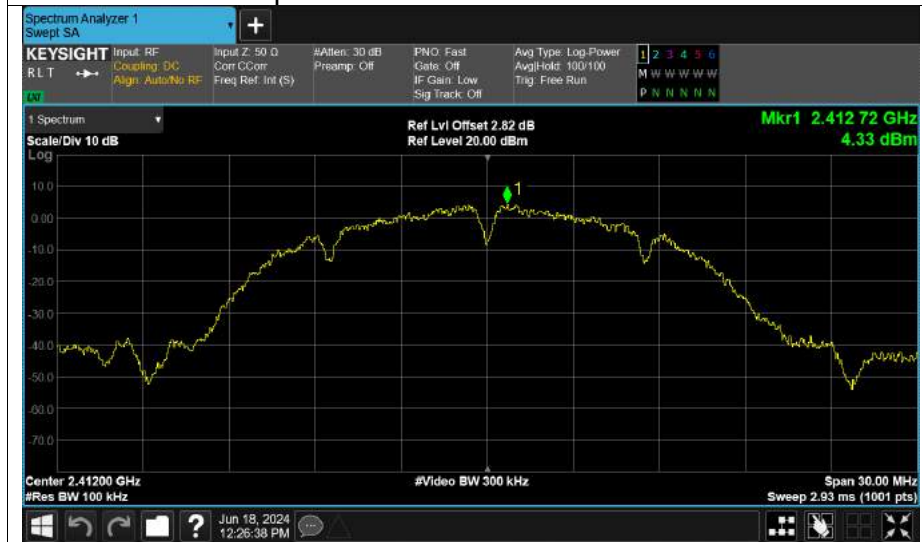 Spectrum Analyzer 1
Swept SA
+
KEYSIGHT
RLT
LXI
Input: RF
Coupling: DC
Align: Auto/No RF
Input Z: 50 Ω
Corr CCorr
Freq Ref: Int (S)
#Atten: 30 dB
Preamp: Off
PNO: Fast
Gate: Off
IF Gain: Low
Sig Track: Off
Avg Type: Log-Power
Avg|Hold: 100/100
Trig: Free Run
1 2 3 4 5 6
M W W W W W
P N N N N N
1 Spectrum
Scale/Div 10 dB
Log
Ref Lvl Offset 2.82 dB
Ref Level 20.00 dBm
Mkr1 2.412 72 GHz
4.33 dBm
1
10.0
0.00
-10.0
-20.0
-30.0
-40.0
-50.0
-60.0
-70.0
Center 2.41200 GHz
#Res BW 100 kHz
#Video BW 300 kHz
Span 30.00 MHz
Sweep 2.93 ms (1001 pts)
?
Jun 18, 2024
12:26:38 PM